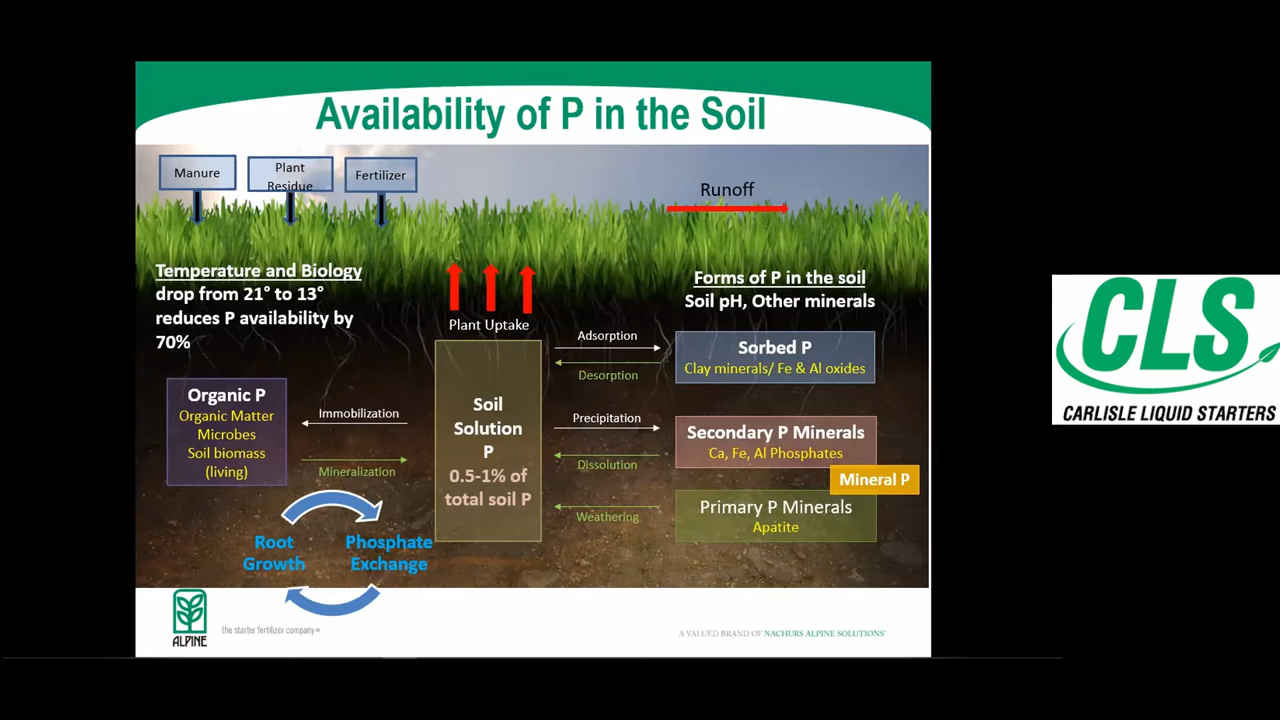 Availability of P in the Soil
Manure
Plant
Residue
Fertilizer
Runoff
Temperature and Biology
drop from 21° to 13°
reduces P availability by
70%
Plant Uptake
Forms of P in the soil
Soil pH, Other minerals
Organic P
Organic Matter
Microbes
Soil biomass
(living)
Immobilization
Mineralization
Soil
Solution
P
0.5-1% of
total soil P
Adsorption
Desorption
Precipitation
Dissolution
Weathering
Sorbed P
Clay minerals/ Fe & Al oxides
Secondary P Minerals
Ca, Fe, Al Phosphates
Mineral P
Primary P Minerals
Apatite
Root
Growth
Phosphate
Exchange
ALPINE
the starter fertilizer company
A VALUED BRAND OF NACHURS ALPINE SOLUTIONS
CLS
CARLISLE LIQUID STARTERS